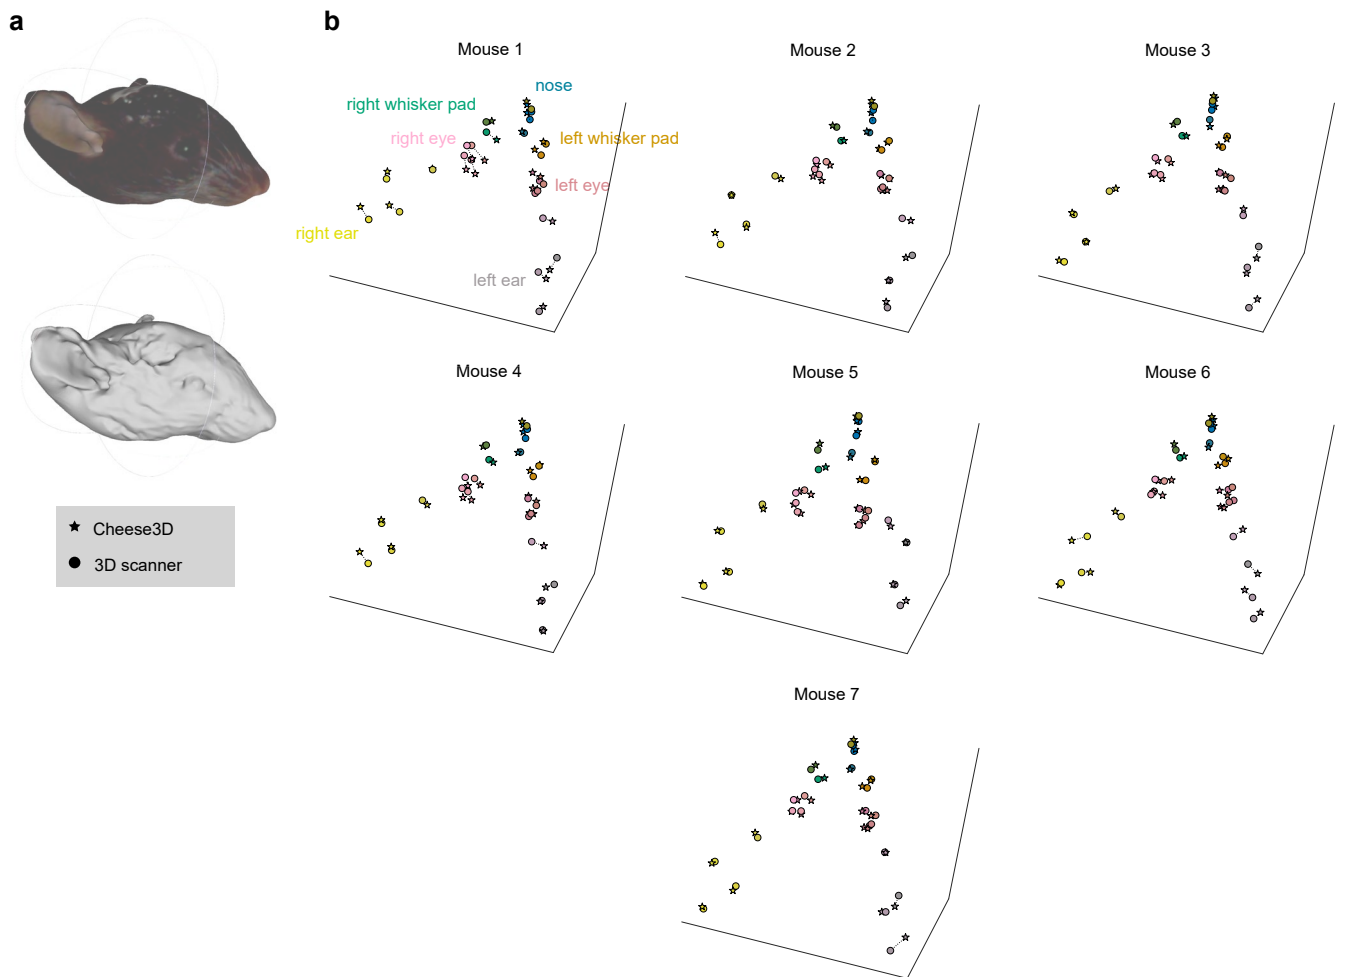 a
b
Mouse 1
Mouse 2
Mouse 3
nose
right whisker pad
right eye
left whisker pad
left eye
right ear
left ear
Mouse 4
Mouse 5
Mouse 6
Cheese3D
3D scanner
Mouse 7